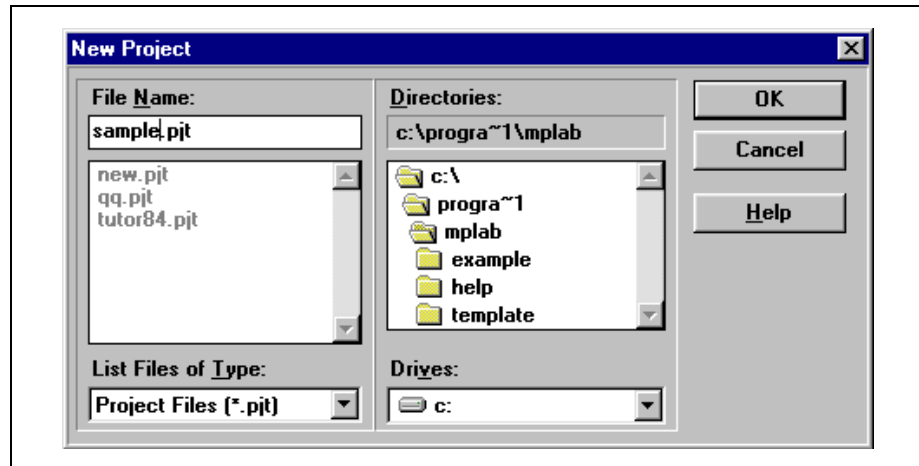 New Project
File Name:
sample.pjt
new.pjt
qq.pjt
tutor84.pjt
List Files of Type:
Project Files (*.pjt)
Directories:
c:\progra~1\mplab
c:\
progra~1
mplab
example
help
template
Drives:
c:
OK
Cancel
Help